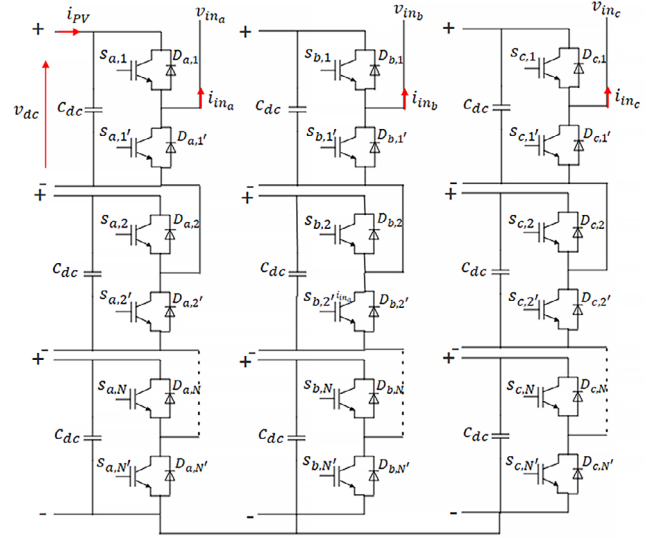 + i_PV v_in_a + v_in_b + v_in_c
s_a,1 D_a,1 s_b,1 D_b,1 s_c,1 D_c,1
v_dc C_dc i_in_a C_dc i_in_b C_dc i_in_c
s_a,1' D_a,1' s_b,1' D_b,1' s_c,1' D_c,1'
- - -
+ + +
s_a,2 D_a,2 s_b,2 D_b,2 s_c,2 D_c,2
C_dc C_dc C_dc
s_a,2' D_a,2' s_b,2' i_in_a D_b,2' s_c,2' D_c,2'
+ - + - + -
s_a,N D_a,N s_b,N D_b,N s_c,N D_c,N
C_dc C_dc C_dc
s_a,N' D_a,N' s_b,N' D_b,N' s_c,N' D_c,N'
- - -